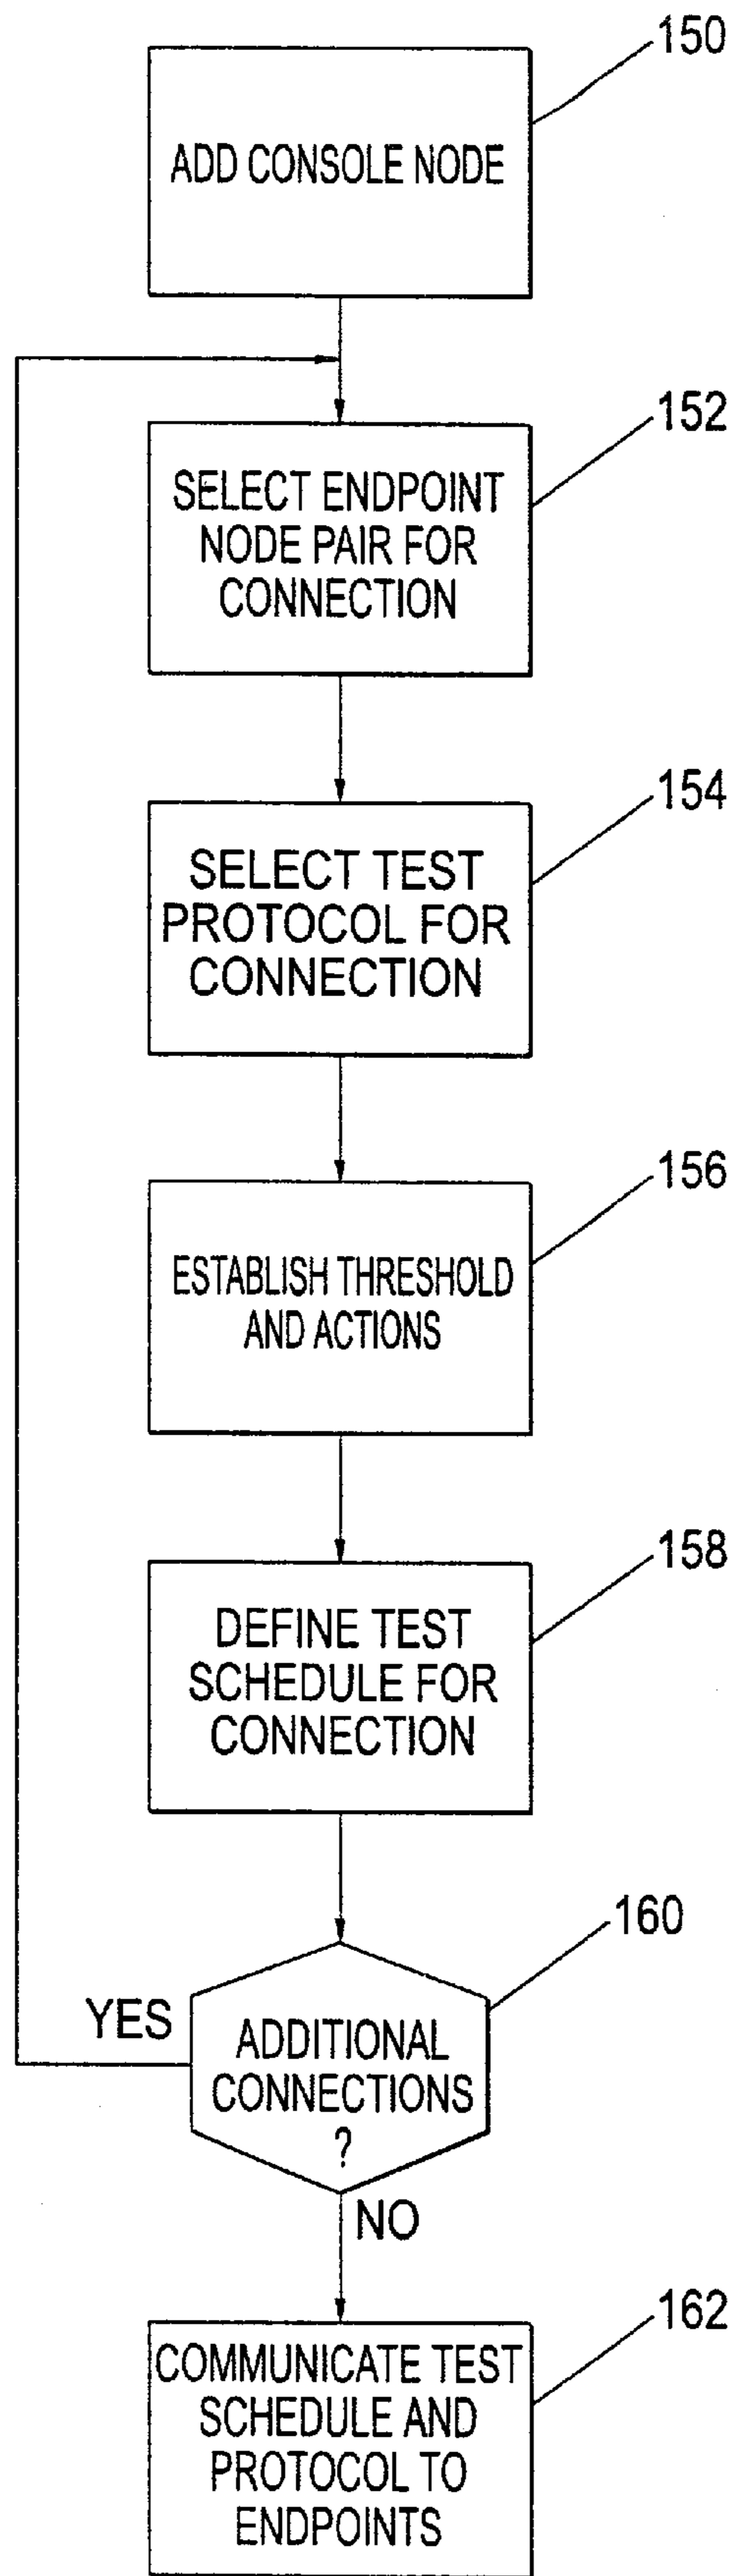 150
ADD CONSOLE NODE
152
SELECT ENDPOINT
NODE PAIR FOR
CONNECTION
154
SELECT TEST
PROTOCOL FOR
CONNECTION
156
ESTABLISH THRESHOLD
AND ACTIONS
158
DEFINE TEST
SCHEDULE FOR
CONNECTION
160
YES
ADDITIONAL
CONNECTIONS
?
NO
162
COMMUNICATE TEST
SCHEDULE AND
PROTOCOL TO
ENDPOINTS